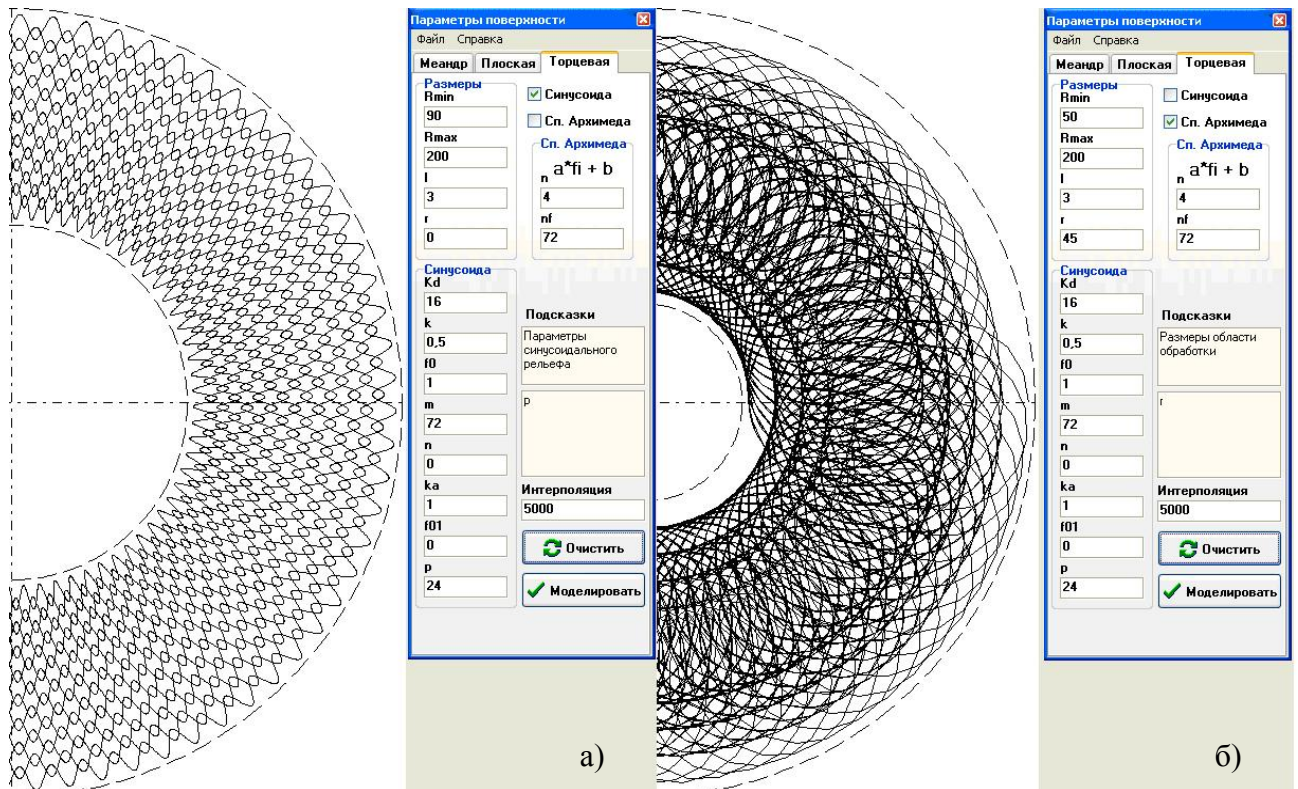 Параметры поверхности
Файл Справка
Меандр Плоская Торцевая
Размеры
Rmin
90
Rmax
200
l
3
r
0
Синусоида
Сп. Архимеда
Сп. Архимеда
a*fi + b
n
4
nf
72
Синусоида
Kd
16
k
0,5
f0
1
m
72
n
0
ka
1
f01
0
p
24
Подсказки
Параметры
синусоидального
рельефа
p
Интерполяция
5000
Очистить
Моделировать
а)
Параметры поверхности
Файл Справка
Меандр Плоская Торцевая
Размеры
Rmin
50
Rmax
200
l
3
r
45
Синусоида
Сп. Архимеда
Сп. Архимеда
a*fi + b
n
4
nf
72
Синусоида
Kd
16
k
0,5
f0
1
m
72
n
0
ka
1
f01
0
p
24
Подсказки
Размеры области
обработки
r
Интерполяция
5000
Очистить
Моделировать
б)